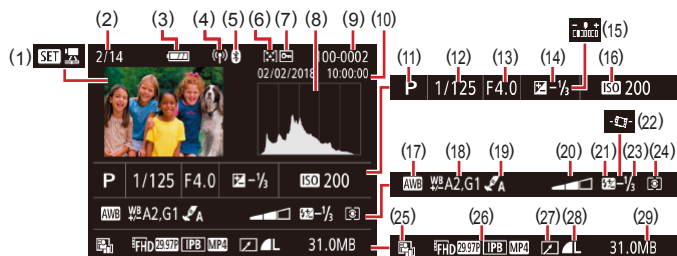 (1) SET
(2) (3) (4) (5) (6) (7) (8) (9) (10)
2/14 100-0002
02/02/2018 10:00:00
P 1/125 F4.0 -1/3 ISO 200
AWB WB A2,G1 A -1/3
FHD 29.97P IPB MP4 L 31.0MB
(15)
(11) (12) (13) (14) (16)
P 1/125 F4.0 -1/3 ISO 200
(22)
(17) (18) (19) (20) (21) (23) (24)
AWB WB A2,G1 A -1/3
(25) (26) (27) (28) (29)
FHD 29.97P IPB MP4 L 31.0MB